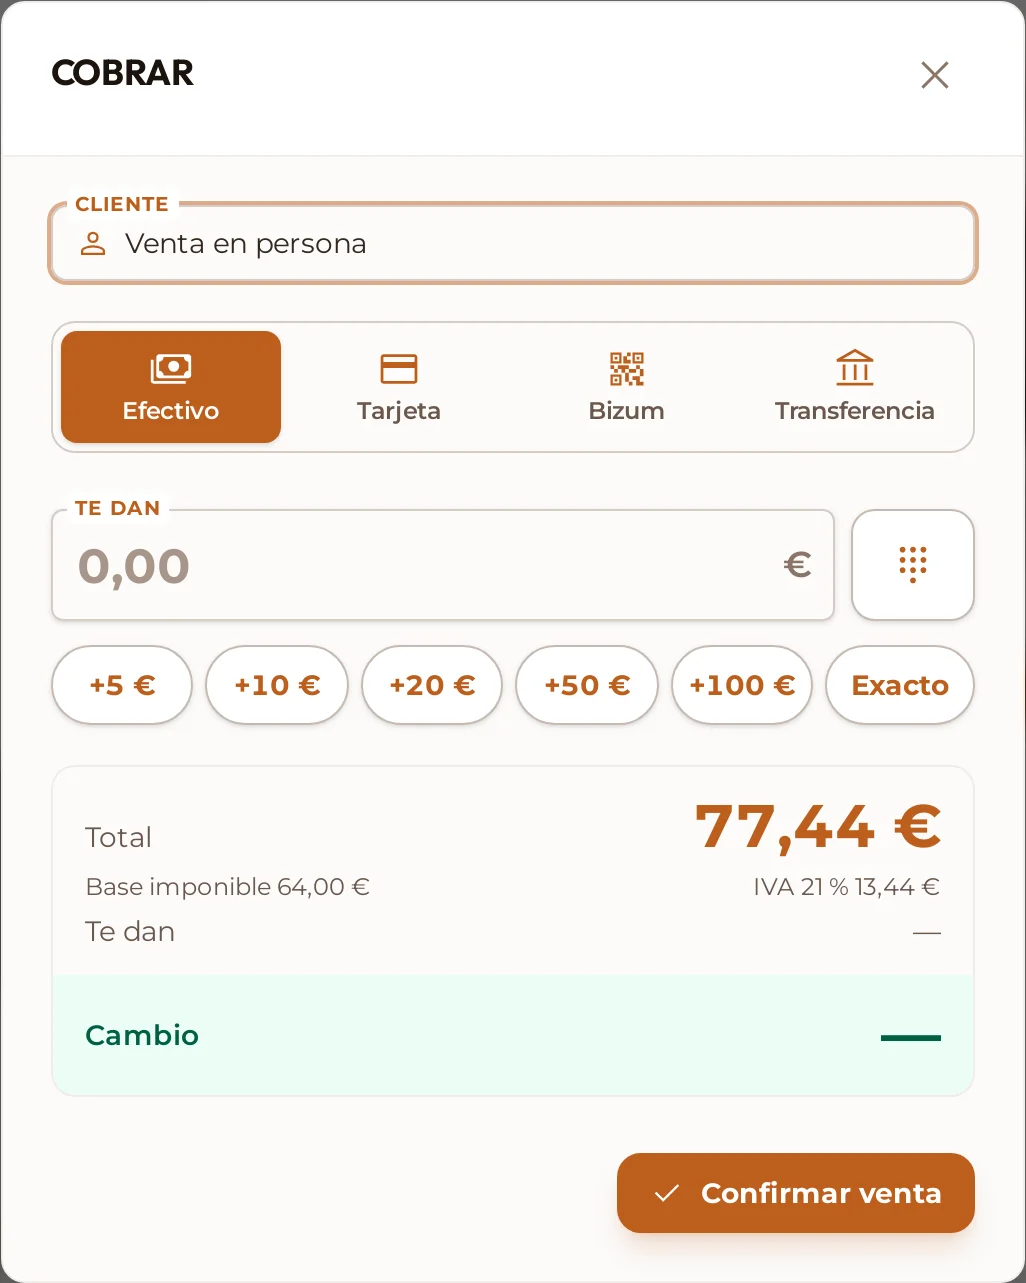 COBRAR
CLIENTE
Venta en persona
Efectivo Tarjeta Bizum Transferencia
TE DAN
0,00 €
+5 € +10 € +20 € +50 € +100 € Exacto
Total 77,44 €
Base imponible 64,00 € IVA 21 % 13,44 €
Te dan —
Cambio —
Confirmar venta